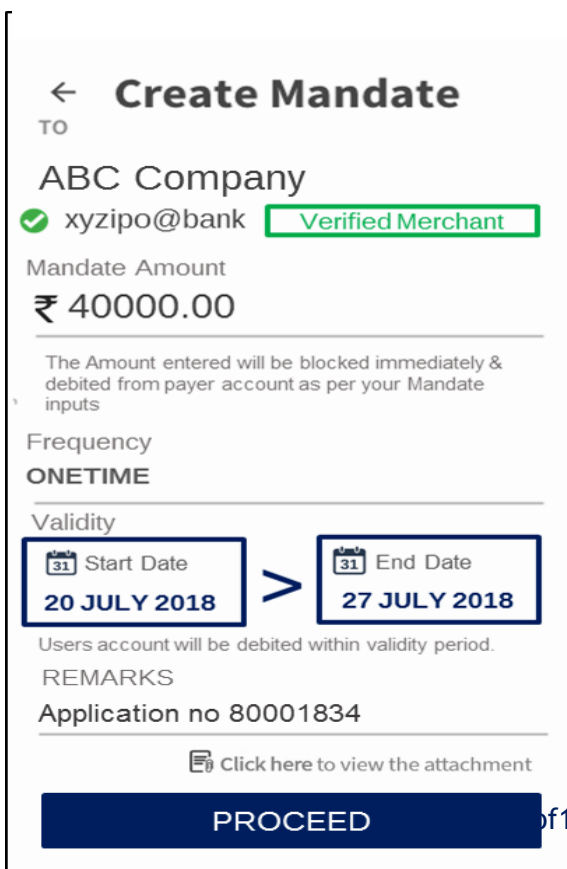 ← Create Mandate
TO
ABC Company
xyzipo@bank Verified Merchant
Mandate Amount
₹ 40000.00
The Amount entered will be blocked immediately &
debited from payer account as per your Mandate
inputs
Frequency
ONETIME
Validity
31 Start Date > 31 End Date
20 JULY 2018 27 JULY 2018
Users account will be debited within validity period.
REMARKS
Application no 80001834
Click here to view the attachment
PROCEED
of1